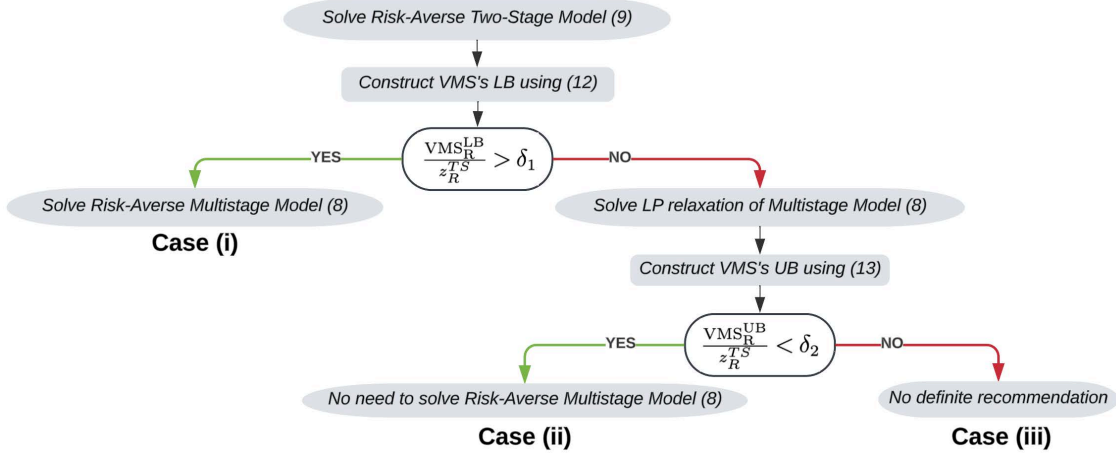 Solve Risk-Averse Two-Stage Model (9)
Construct VMS's LB using (12)
VMS_R^LB / z_R^TS > δ₁
YES
NO
Solve Risk-Averse Multistage Model (8)
Case (i)
Solve LP relaxation of Multistage Model (8)
Construct VMS's UB using (13)
VMS_R^UB / z_R^TS < δ₂
YES
NO
No need to solve Risk-Averse Multistage Model (8)
Case (ii)
No definite recommendation
Case (iii)